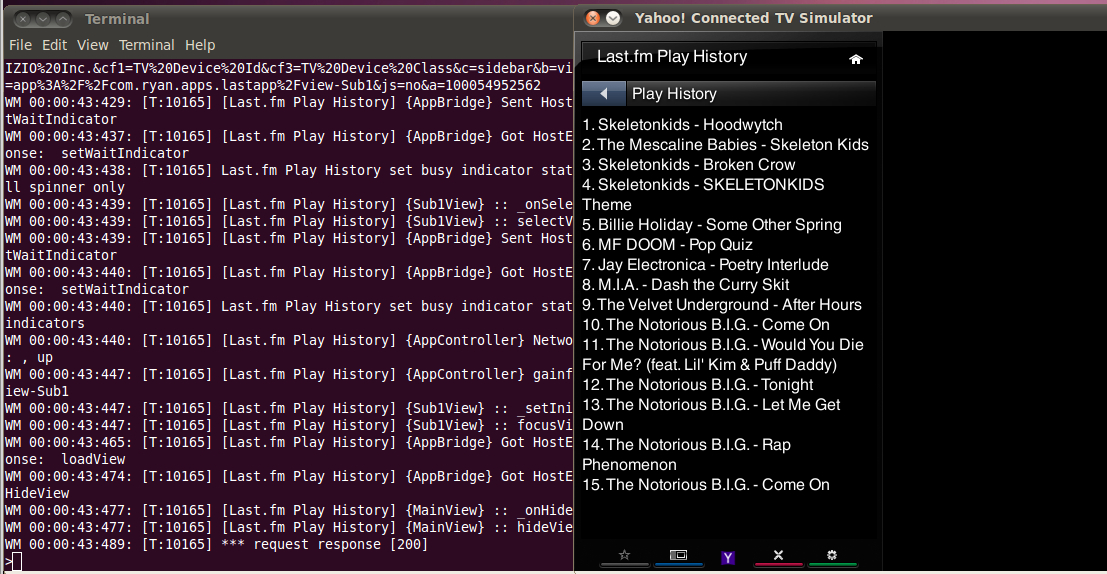 Terminal
File Edit View Terminal Help
IZIO%20Inc.&cf1=TV%20Device%20Id&cf3=TV%20Device%20Class&c=sidebar&b=vi
=app%3A%2F%2Fcom.ryan.apps.lastapp%2Fview-Sub1&js=no&a=100054952562
WM 00:00:43:429: [T:10165] [Last.fm Play History] {AppBridge} Sent Host
tWaitIndicator
WM 00:00:43:437: [T:10165] [Last.fm Play History] {AppBridge} Got HostE
onse:  setWaitIndicator
WM 00:00:43:438: [T:10165] Last.fm Play History set busy indicator stat
ll spinner only
WM 00:00:43:439: [T:10165] [Last.fm Play History] {Sub1View} :: _onSele
WM 00:00:43:439: [T:10165] [Last.fm Play History] {Sub1View} :: selectV
WM 00:00:43:439: [T:10165] [Last.fm Play History] {AppBridge} Sent Host
tWaitIndicator
WM 00:00:43:440: [T:10165] [Last.fm Play History] {AppBridge} Got HostE
onse:  setWaitIndicator
WM 00:00:43:440: [T:10165] Last.fm Play History set busy indicator stat
indicators
WM 00:00:43:440: [T:10165] [Last.fm Play History] {AppController} Netwo
: , up
WM 00:00:43:447: [T:10165] [Last.fm Play History] {AppController} gainf
iew-Sub1
WM 00:00:43:447: [T:10165] [Last.fm Play History] {Sub1View} :: _setIni
WM 00:00:43:447: [T:10165] [Last.fm Play History] {Sub1View} :: focusVi
WM 00:00:43:465: [T:10165] [Last.fm Play History] {AppBridge} Got HostE
onse:  loadView
WM 00:00:43:474: [T:10165] [Last.fm Play History] {AppBridge} Got HostE
HideView
WM 00:00:43:477: [T:10165] [Last.fm Play History] {MainView} :: _onHide
WM 00:00:43:477: [T:10165] [Last.fm Play History] {MainView} :: hideVie
WM 00:00:43:489: [T:10165] *** request response [200]
>
Yahoo! Connected TV Simulator
Last.fm Play History
Play History
1. Skeletonkids - Hoodwytch
2. The Mescaline Babies - Skeleton Kids
3. Skeletonkids - Broken Crow
4. Skeletonkids - SKELETONKIDS
Theme
5. Billie Holiday - Some Other Spring
6. MF DOOM - Pop Quiz
7. Jay Electronica - Poetry Interlude
8. M.I.A. - Dash the Curry Skit
9. The Velvet Underground - After Hours
10. The Notorious B.I.G. - Come On
11. The Notorious B.I.G. - Would You Die
For Me? (feat. Lil' Kim & Puff Daddy)
12. The Notorious B.I.G. - Tonight
13. The Notorious B.I.G. - Let Me Get
Down
14. The Notorious B.I.G. - Rap
Phenomenon
15. The Notorious B.I.G. - Come On
Y